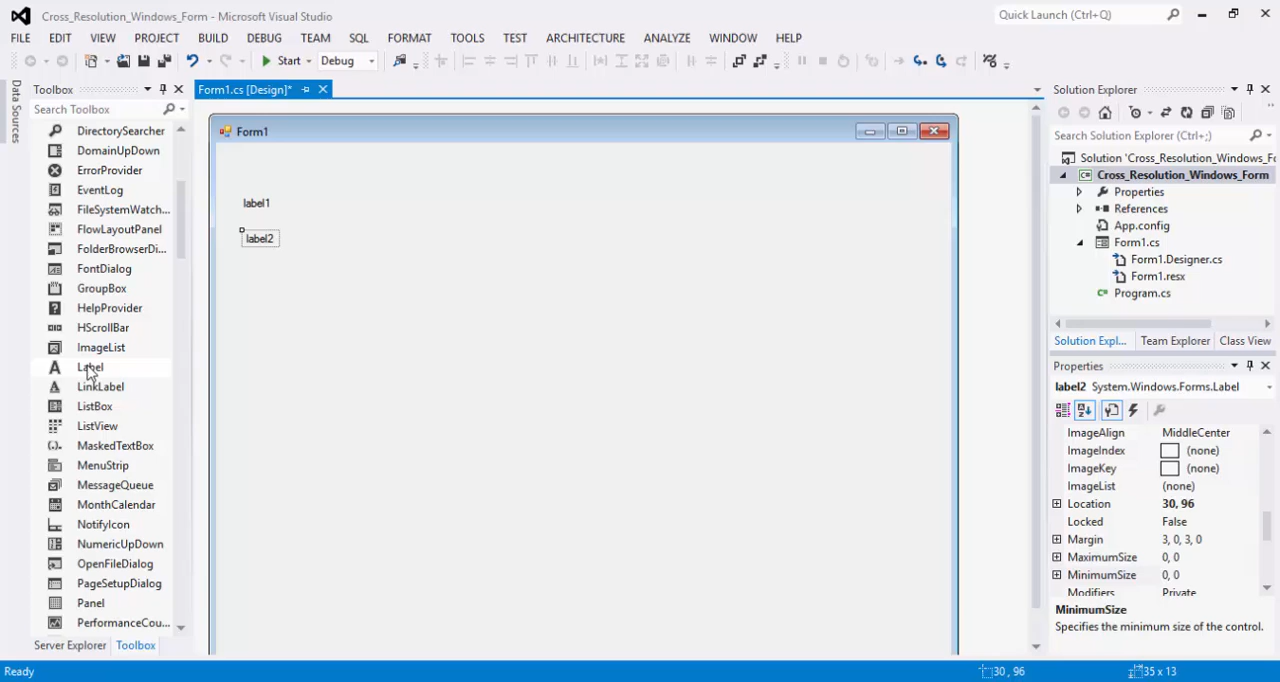 Cross_Resolution_Windows_Form - Microsoft Visual Studio
Quick Launch (Ctrl+Q)
FILE EDIT VIEW PROJECT BUILD DEBUG TEAM SQL FORMAT TOOLS TEST ARCHITECTURE ANALYZE WINDOW HELP
Start Debug
Data Sources
Toolbox
Search Toolbox
DirectorySearcher
DomainUpDown
ErrorProvider
EventLog
FileSystemWatch...
FlowLayoutPanel
FolderBrowserDi...
FontDialog
GroupBox
HelpProvider
HScrollBar
ImageList
Label
LinkLabel
ListBox
ListView
MaskedTextBox
MenuStrip
MessageQueue
MonthCalendar
NotifyIcon
NumericUpDown
OpenFileDialog
PageSetupDialog
Panel
PerformanceCou...
Server Explorer Toolbox
Form1.cs [Design]*
Form1
label1
label2
Solution Explorer
Search Solution Explorer (Ctrl+;)
Solution 'Cross_Resolution_Windows_Fo
Cross_Resolution_Windows_Form
Properties
References
App.config
Form1.cs
Form1.Designer.cs
Form1.resx
Program.cs
Solution Expl... Team Explorer Class View
Properties
label2 System.Windows.Forms.Label
ImageAlign MiddleCenter
ImageIndex (none)
ImageKey (none)
ImageList (none)
Location 30, 96
Locked False
Margin 3, 0, 3, 0
MaximumSize 0, 0
MinimumSize 0, 0
Modifiers Private
MinimumSize
Specifies the minimum size of the control.
Ready
30 , 96
35 x 13